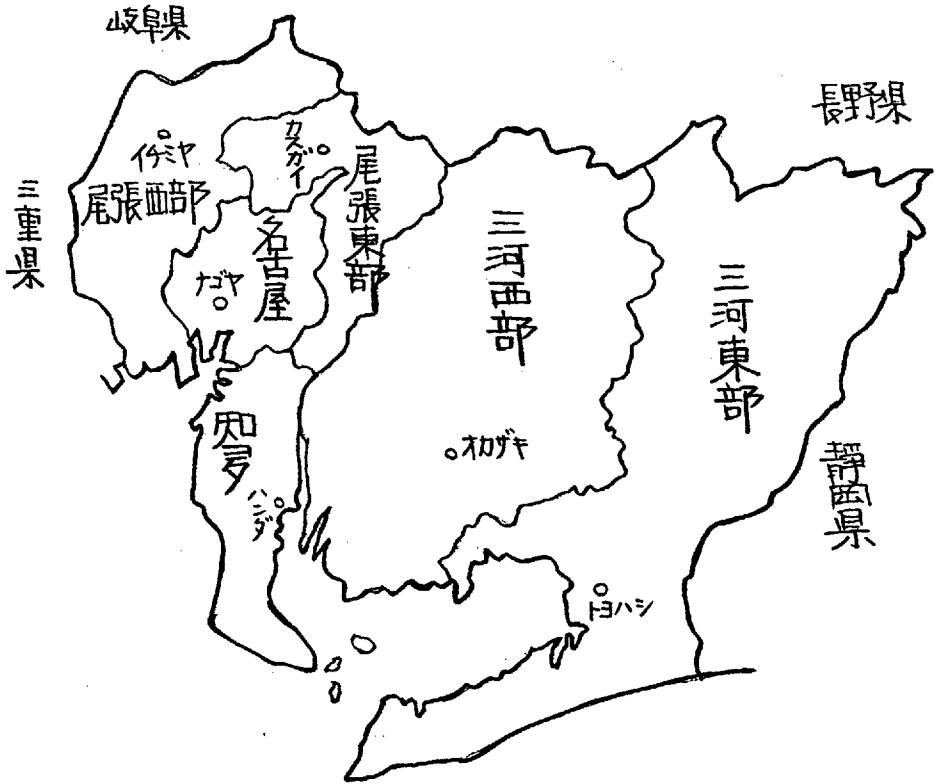 岐阜県
長野県
三重県
静岡県
イチミヤ
尾張西部
カスガイ
尾張東部
ナゴヤ
名古屋
三河西部
三河東部
知多
ハンダ
オカザキ
トヨハシ